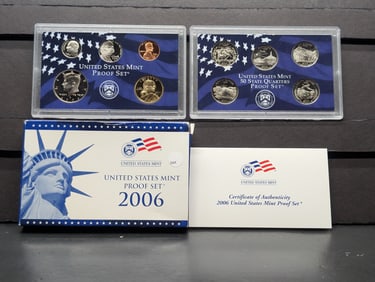 UNITED STATES MINT
PROOF SET
UNITED STATES MINT
50 STATE QUARTERS
PROOF SET
UNITED STATES MINT
UNITED STATES MINT
PROOF SET
2006
UNITED STATES MINT
Certificate of Authenticity
2006 United States Mint Proof Set